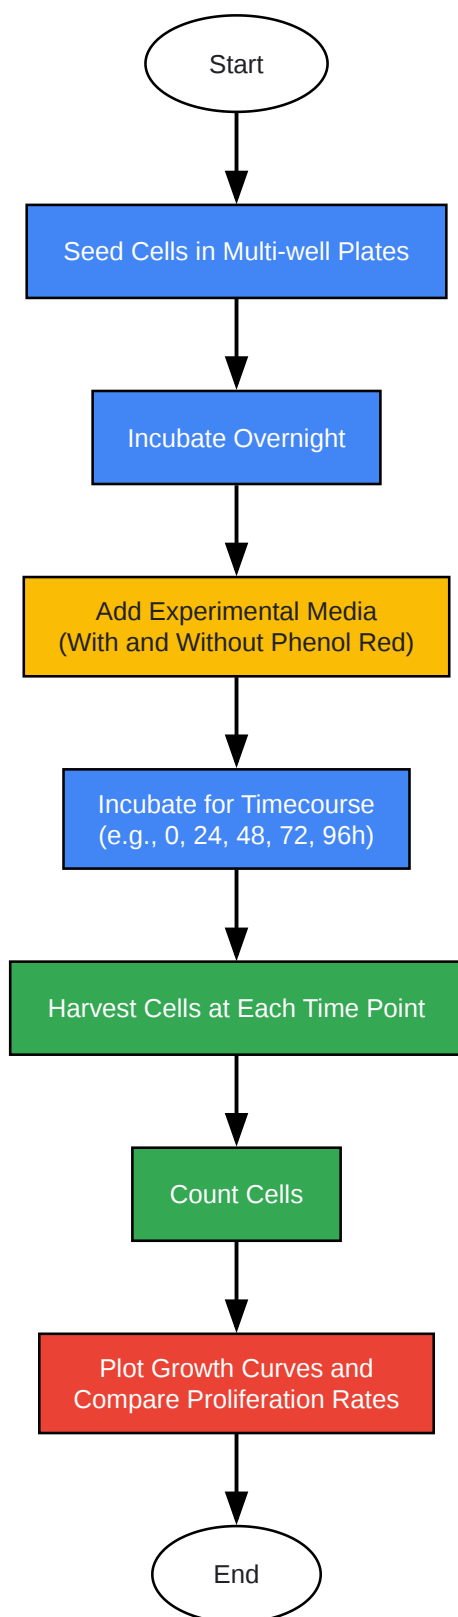 Start
Seed Cells in Multi-well Plates
Incubate Overnight
Add Experimental Media
(With and Without Phenol Red)
Incubate for Timecourse
(e.g., 0, 24, 48, 72, 96h)
Harvest Cells at Each Time Point
Count Cells
Plot Growth Curves and
Compare Proliferation Rates
End